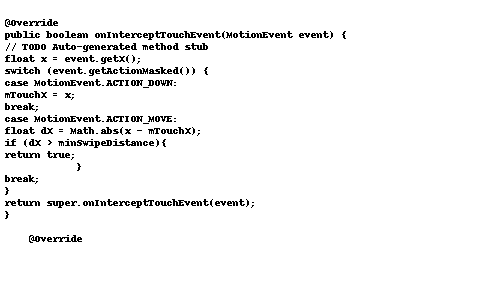 @Override
public boolean onInterceptTouchEvent(MotionEvent event) {
// TODO Auto-generated method stub
float x = event.getX();
switch (event.getActionMasked()) {
case MotionEvent.ACTION_DOWN:
mTouchX = x;
break;
case MotionEvent.ACTION_MOVE:
float dX = Math.abs(x - mTouchX);
if (dX > minSwipeDistance){
return true;
}
break;
}
return super.onInterceptTouchEvent(event);
}
@Override